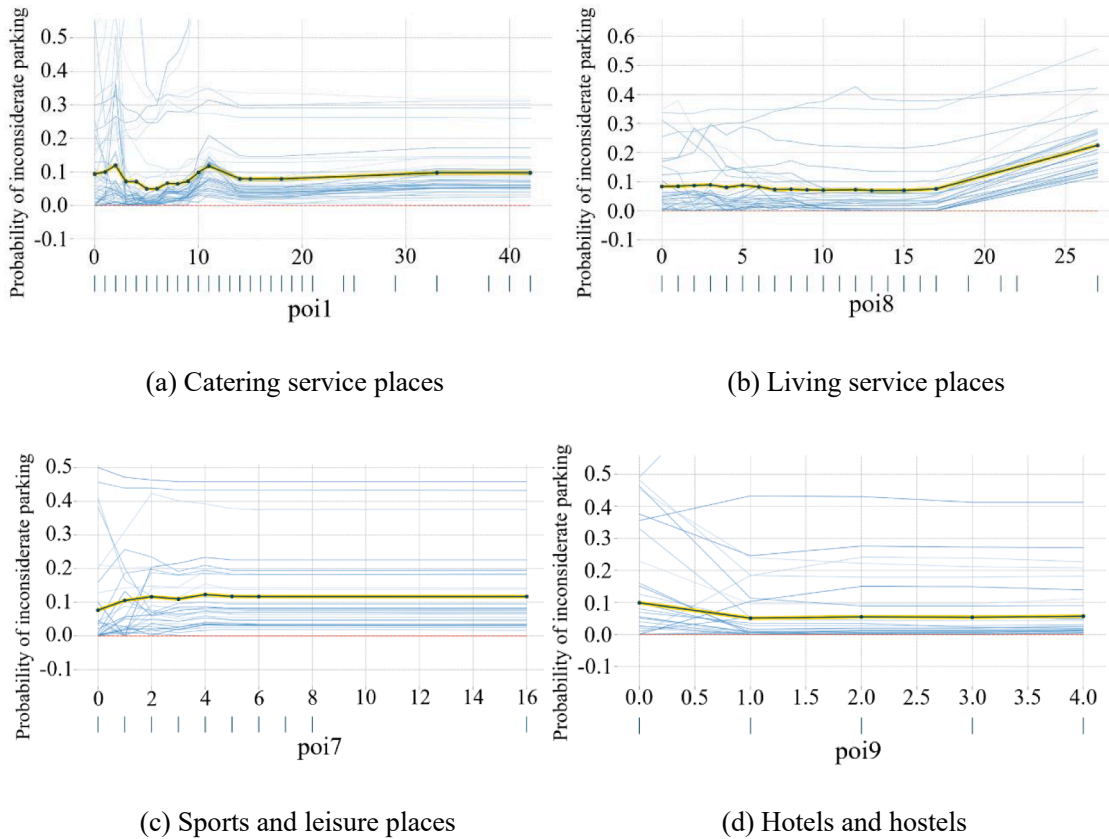 Probability of inconsiderate parking
0.5
0.4
0.3
0.2
0.1
0.0
-0.1
0 10 20 30 40
poi1
(a) Catering service places
Probability of inconsiderate parking
0.6
0.5
0.4
0.3
0.2
0.1
0.0
-0.1
0 5 10 15 20 25
poi8
(b) Living service places
Probability of inconsiderate parking
0.5
0.4
0.3
0.2
0.1
0.0
-0.1
0 2 4 6 8 10 12 14 16
poi7
(c) Sports and leisure places
Probability of inconsiderate parking
0.5
0.4
0.3
0.2
0.1
0.0
-0.1
0.0 0.5 1.0 1.5 2.0 2.5 3.0 3.5 4.0
poi9
(d) Hotels and hostels